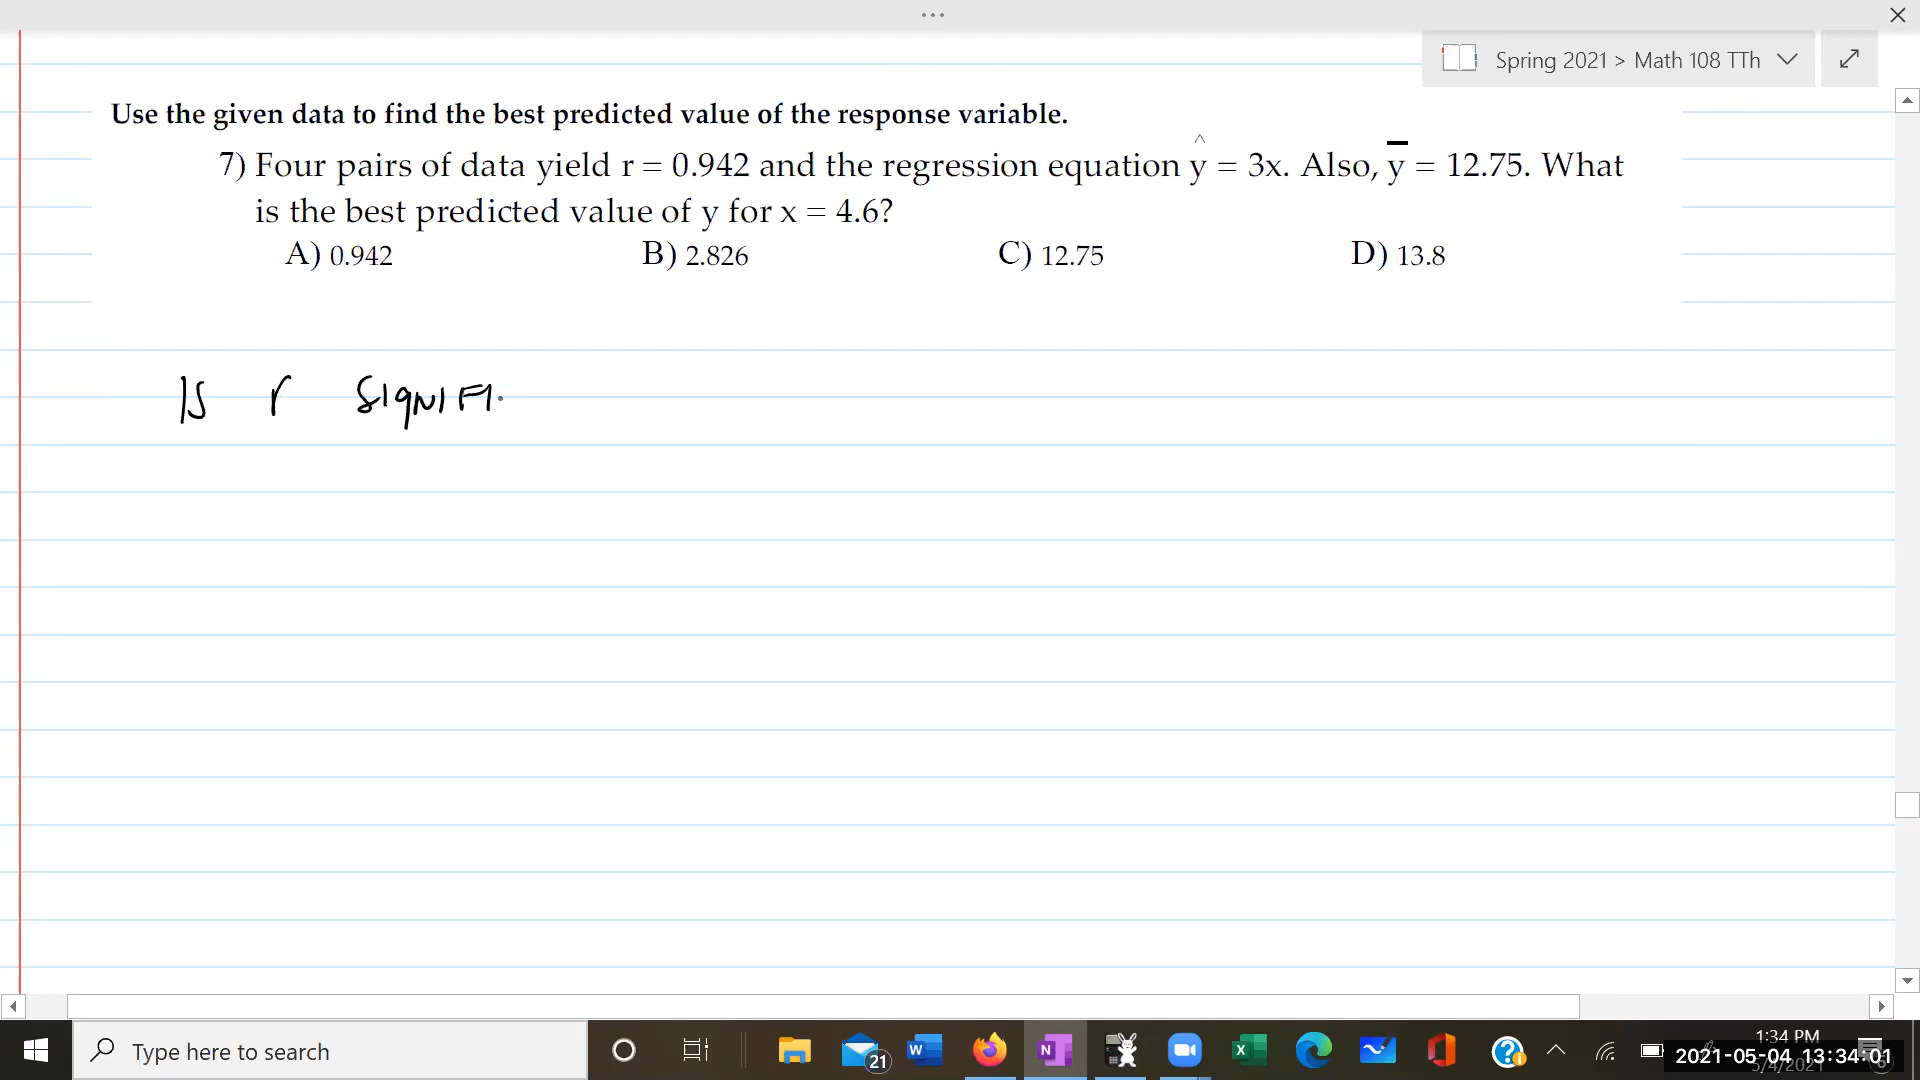 Spring 2021 > Math 108 TTh
Use the given data to find the best predicted value of the response variable.
7) Four pairs of data yield r = 0.942 and the regression equation ŷ = 3x. Also, y̅ = 12.75. What
is the best predicted value of y for x = 4.6?
A) 0.942 B) 2.826 C) 12.75 D) 13.8
IS r SIGNIFI
Type here to search
21
1:34 PM
2021-05-04 13:34:01